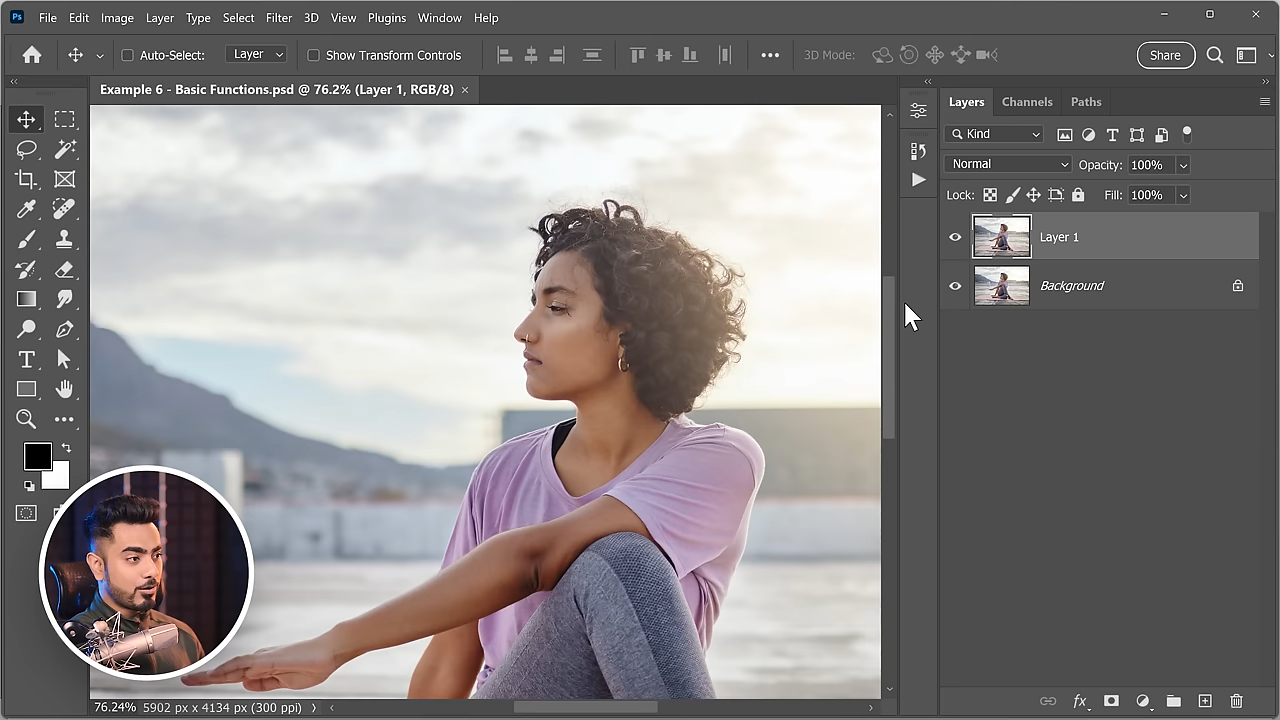 Ps File Edit Image Layer Type Select Filter 3D View Plugins Window Help
Auto-Select: Layer Show Transform Controls 3D Mode: Share
Example 6 - Basic Functions.psd @ 76.2% (Layer 1, RGB/8)
Layers Channels Paths
Kind
Normal Opacity: 100%
Lock: Fill: 100%
Layer 1
Background
76.24% 5902 px x 4134 px (300 ppi)
fx